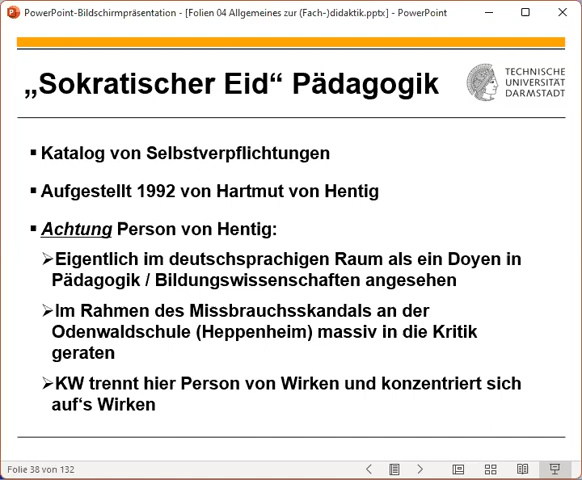 PowerPoint-Bildschirmpräsentation - [Folien 04 Allgemeines zur (Fach-)didaktik.pptx] - PowerPoint
„Sokratischer Eid“ Pädagogik
TECHNISCHE
UNIVERSITÄT
DARMSTADT
▪ Katalog von Selbstverpflichtungen
▪ Aufgestellt 1992 von Hartmut von Hentig
▪ Achtung Person von Hentig:
➢Eigentlich im deutschsprachigen Raum als ein Doyen in
Pädagogik / Bildungswissenschaften angesehen
➢Im Rahmen des Missbrauchsskandals an der
Odenwaldschule (Heppenheim) massiv in die Kritik
geraten
➢KW trennt hier Person von Wirken und konzentriert sich
auf‘s Wirken
Folie 38 von 132